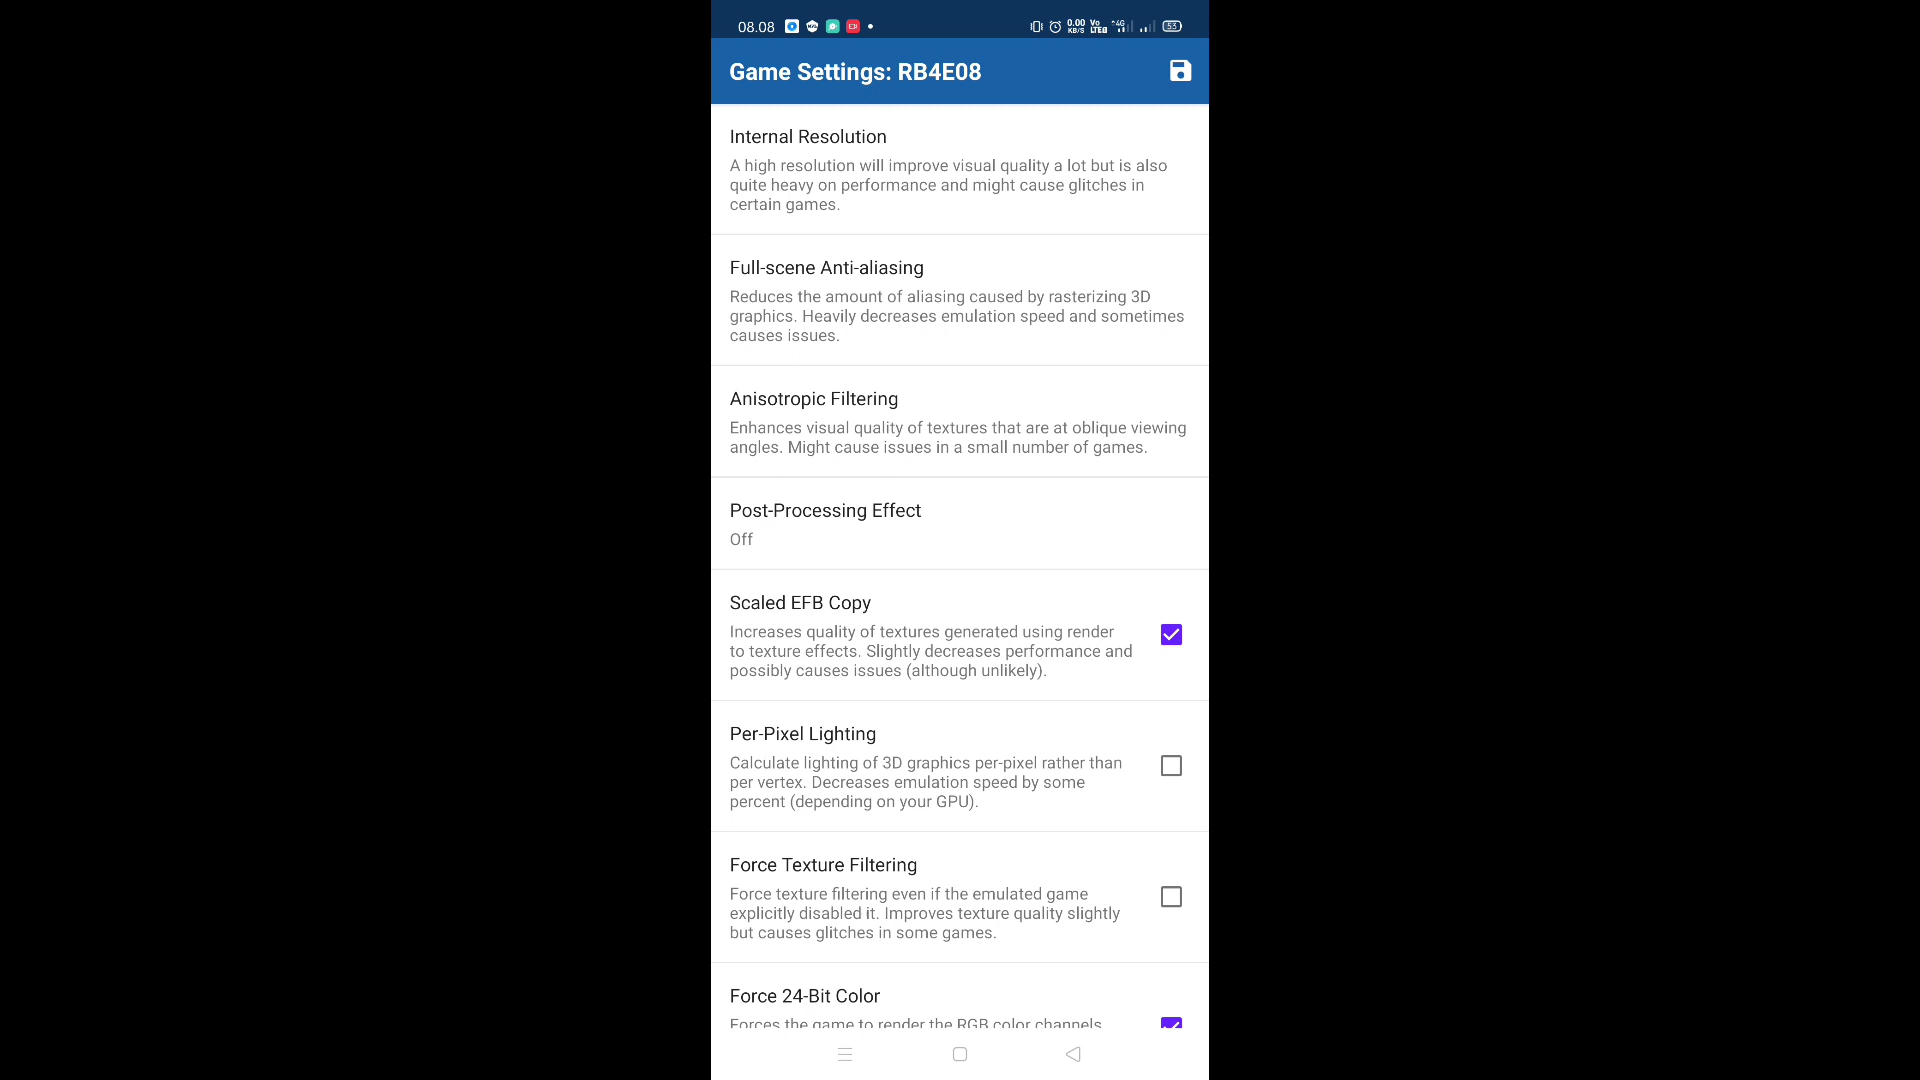 08.08
0.00 KB/S
Vo LTE
4G
53
Game Settings: RB4E08
Internal Resolution
A high resolution will improve visual quality a lot but is also
quite heavy on performance and might cause glitches in
certain games.
Full-scene Anti-aliasing
Reduces the amount of aliasing caused by rasterizing 3D
graphics. Heavily decreases emulation speed and sometimes
causes issues.
Anisotropic Filtering
Enhances visual quality of textures that are at oblique viewing
angles. Might cause issues in a small number of games.
Post-Processing Effect
Off
Scaled EFB Copy
Increases quality of textures generated using render
to texture effects. Slightly decreases performance and
possibly causes issues (although unlikely).
Per-Pixel Lighting
Calculate lighting of 3D graphics per-pixel rather than
per vertex. Decreases emulation speed by some
percent (depending on your GPU).
Force Texture Filtering
Force texture filtering even if the emulated game
explicitly disabled it. Improves texture quality slightly
but causes glitches in some games.
Force 24-Bit Color
Forces the game to render the RGB color channels